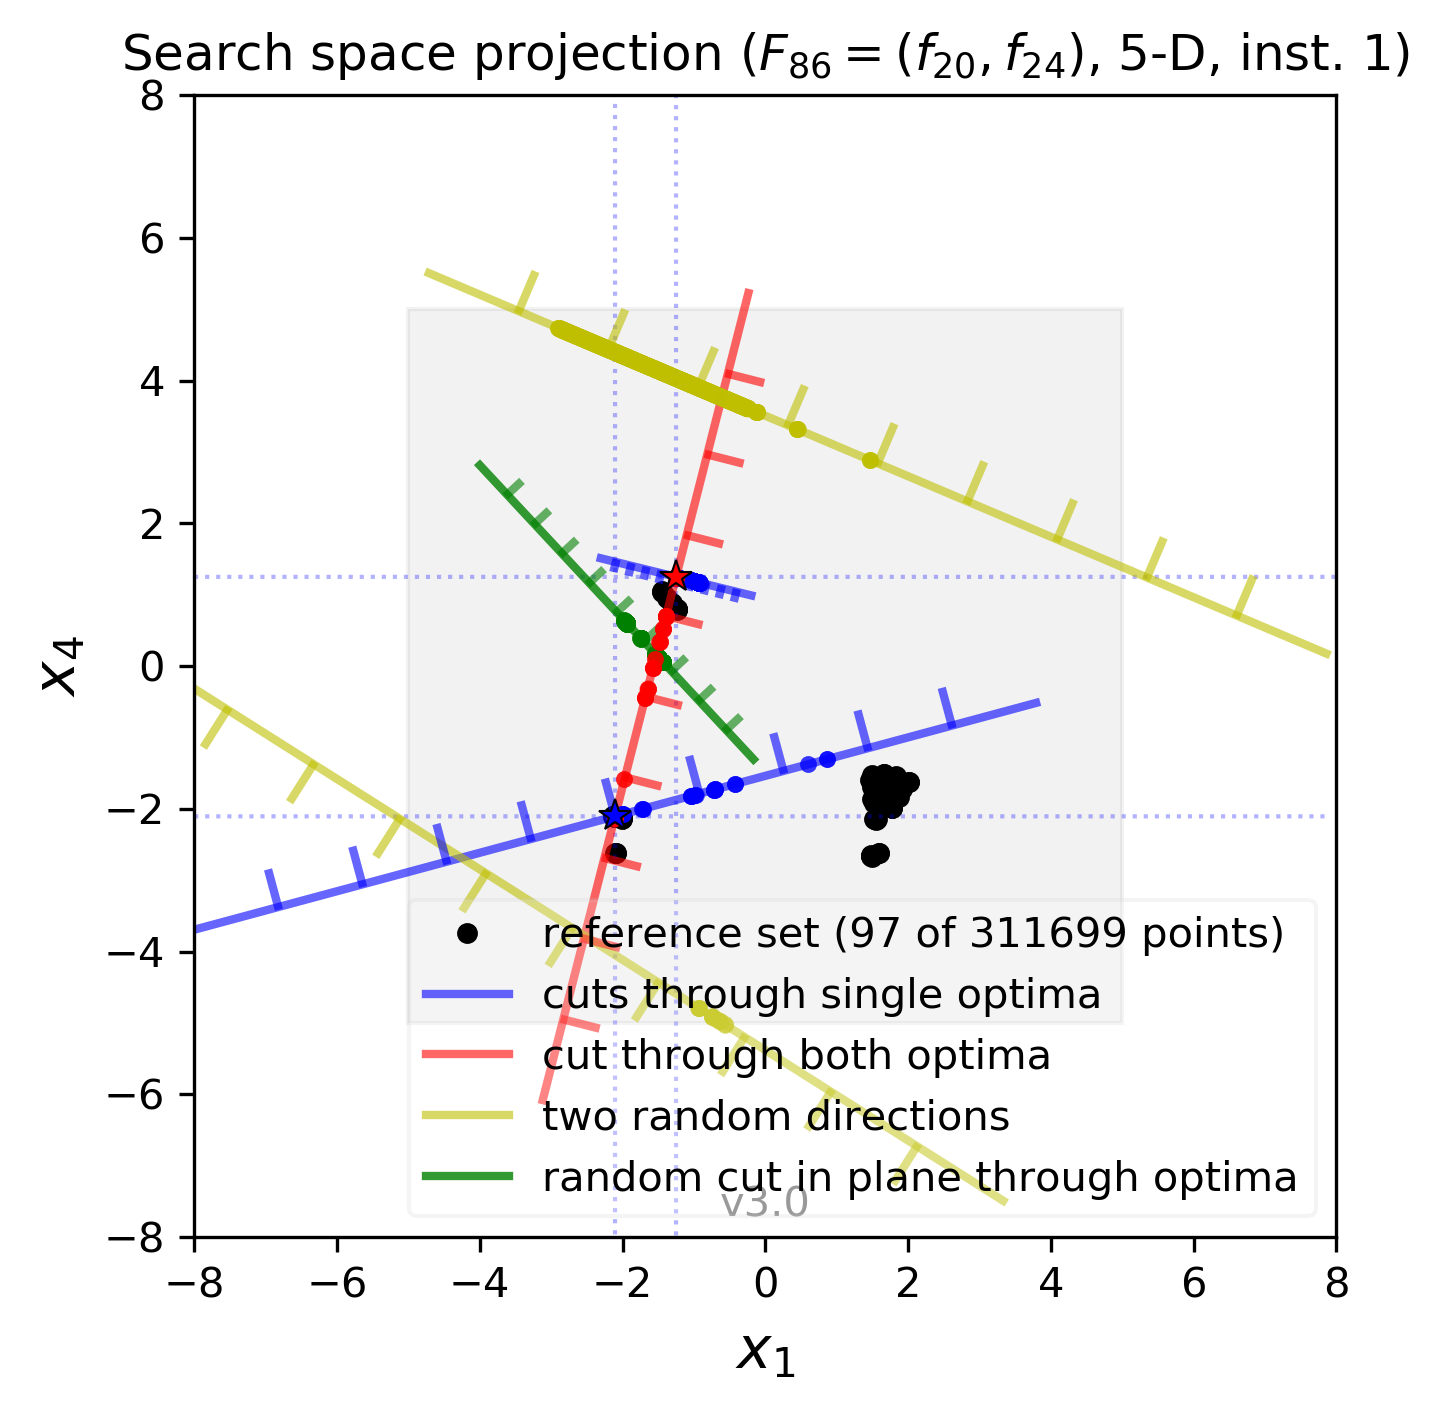 Search space projection (F86 = (f20, f24), 5-D, inst. 1)
8
6
4
2
0
−2
−4
−6
−8
x4
reference set (97 of 311699 points)
cuts through single optima
cut through both optima
two random directions
random cut in plane through optima
v3.0
−8 −6 −4 −2 0 2 4 6 8
x1